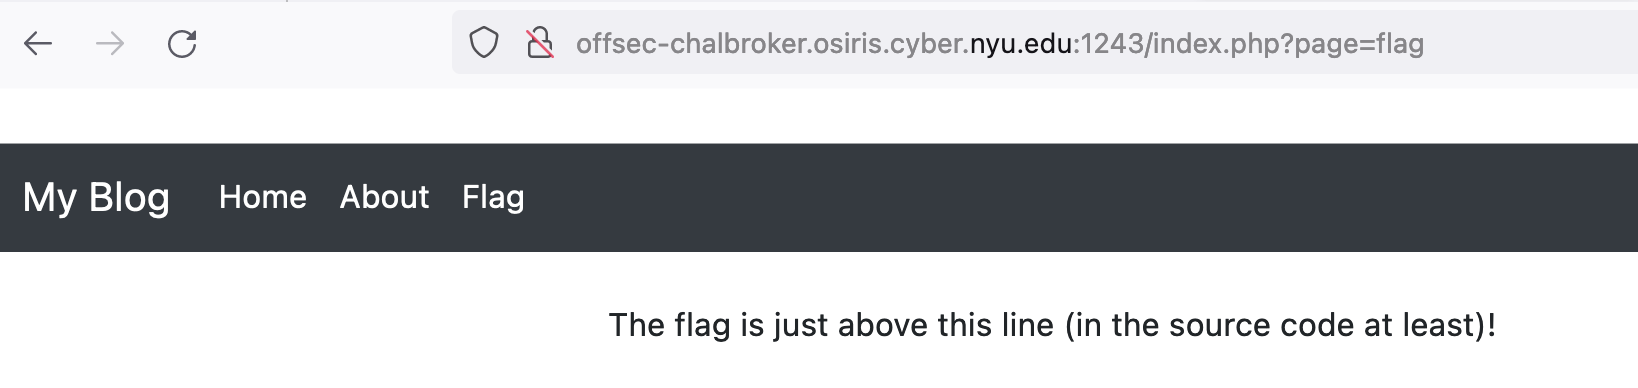 offsec-chalbroker.osiris.cyber.nyu.edu:1243/index.php?page=flag
My Blog Home About Flag
The flag is just above this line (in the source code at least)!